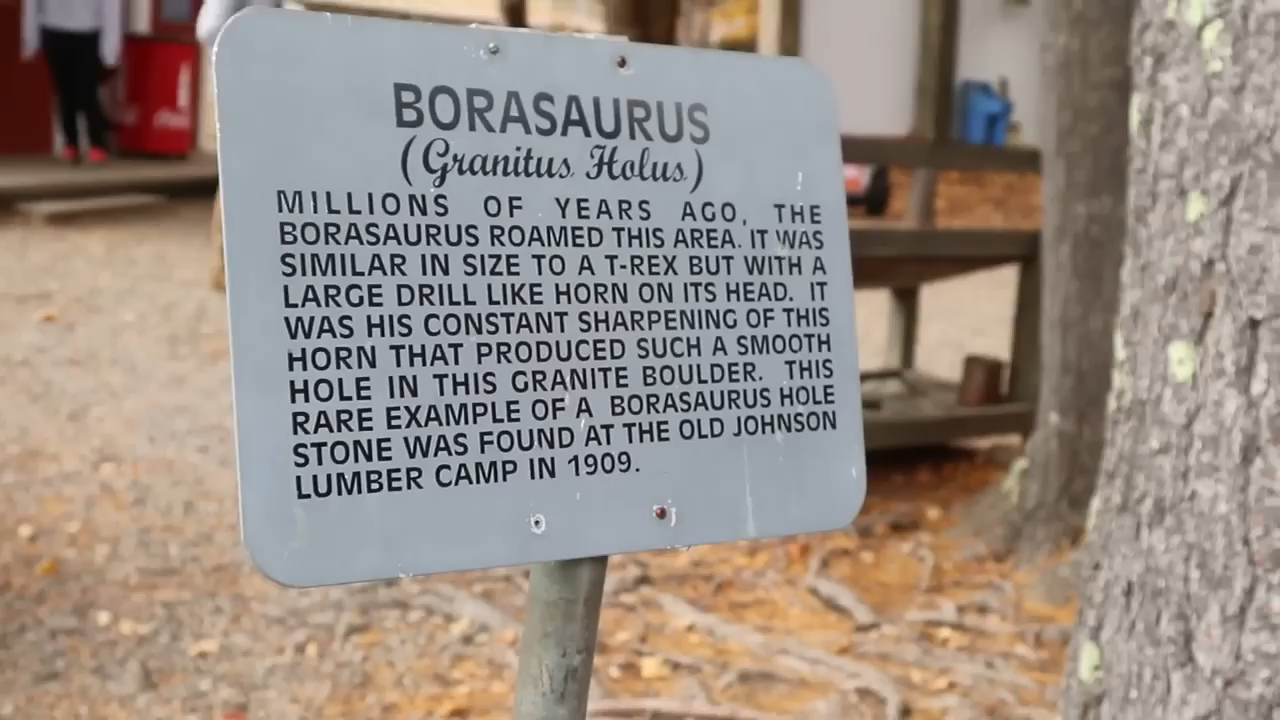 BORASAURUS
(Granitus Holus)
MILLIONS OF YEARS AGO, THE
BORASAURUS ROAMED THIS AREA. IT WAS
SIMILAR IN SIZE TO A T-REX BUT WITH A
LARGE DRILL LIKE HORN ON ITS HEAD. IT
WAS HIS CONSTANT SHARPENING OF THIS
HORN THAT PRODUCED SUCH A SMOOTH
HOLE IN THIS GRANITE BOULDER. THIS
RARE EXAMPLE OF A BORASAURUS HOLE
STONE WAS FOUND AT THE OLD JOHNSON
LUMBER CAMP IN 1909.